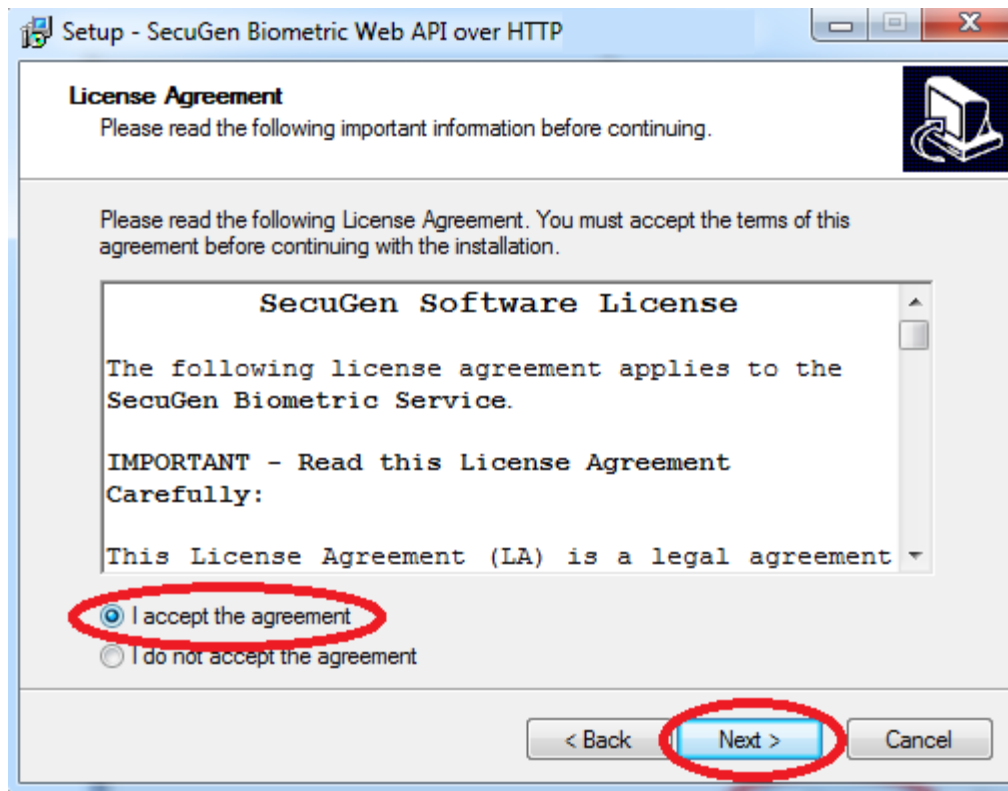 Setup - SecuGen Biometric Web API over HTTP
License Agreement
Please read the following important information before continuing.
Please read the following License Agreement. You must accept the terms of this
agreement before continuing with the installation.
SecuGen Software License
The following license agreement applies to the
SecuGen Biometric Service.
IMPORTANT - Read this License Agreement
Carefully:
This License Agreement (LA) is a legal agreement
I accept the agreement
I do not accept the agreement
< Back Next > Cancel